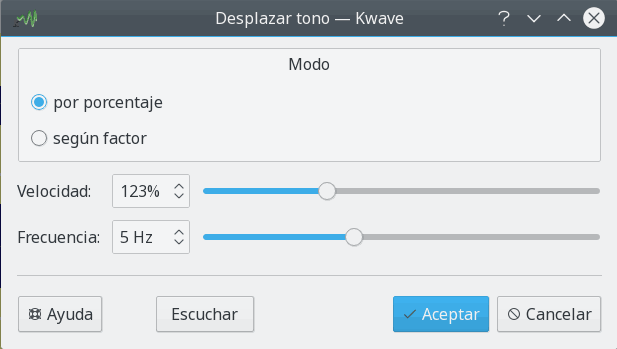 Desplazar tono — Kwave
Modo
por porcentaje
según factor
Velocidad: 123%
Frecuencia: 5 Hz
Ayuda Escuchar Aceptar Cancelar